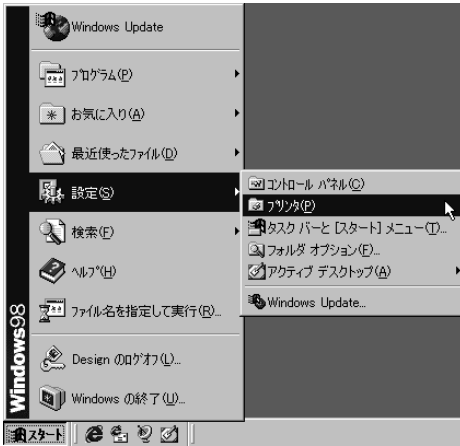 Windows Update
ﾌﾟﾛｸﾞﾗﾑ(P)
お気に入り(A)
最近使ったﾌｧｲﾙ(D)
設定(S)
検索(F)
ﾍﾙﾌﾟ(H)
ﾌｧｲﾙ名を指定して実行(R)...
Design のﾛｸﾞｵﾌ(L)...
Windows の終了(U)...
ｺﾝﾄﾛｰﾙ ﾊﾟﾈﾙ(C)
ﾌﾟﾘﾝﾀ(P)
タスク バーと [スタート] メニュー(T)...
フォルダ オプション(F)...
アクティブ デスクトップ(A)
Windows Update...
Windows98
スタート